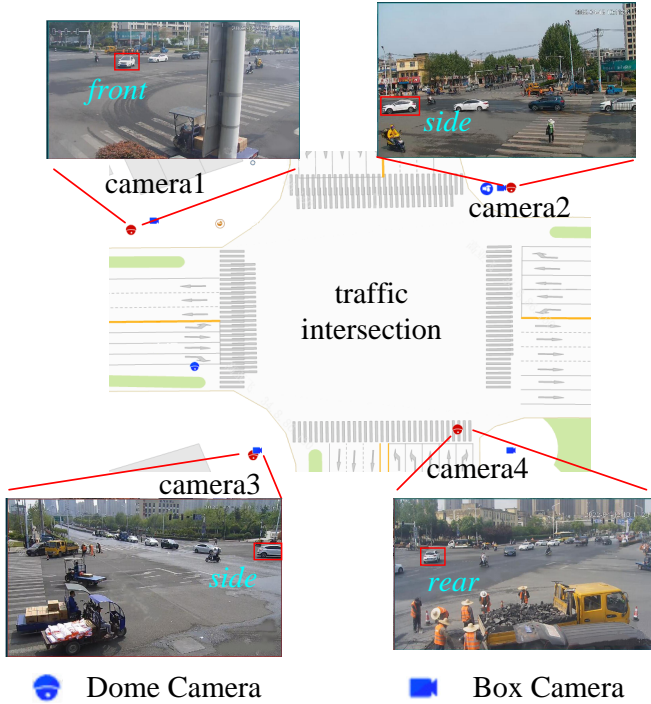 front
side
camera1
camera2
traffic
intersection
camera3
camera4
side
rear
Dome Camera
Box Camera